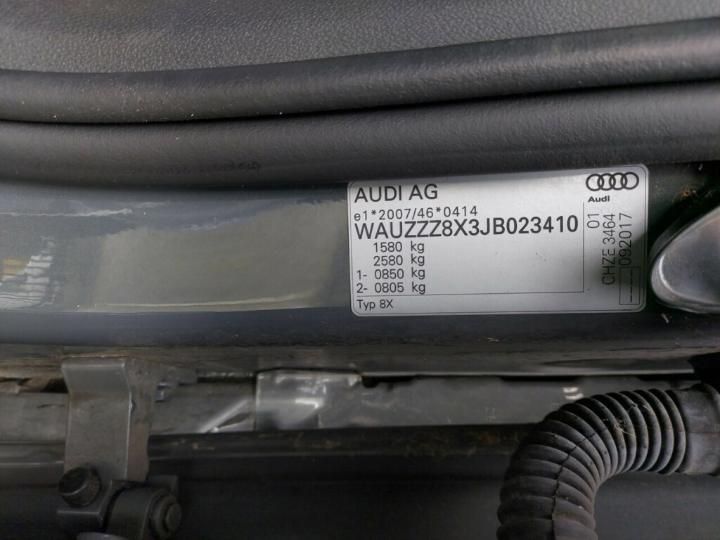 AUDI AG
Audi
e1*2007/46*0414
WAUZZZ8X3JB023410
1580 kg
2580 kg
1- 0850 kg
2- 0805 kg
Typ 8X
01
CHZE 3464
----092017